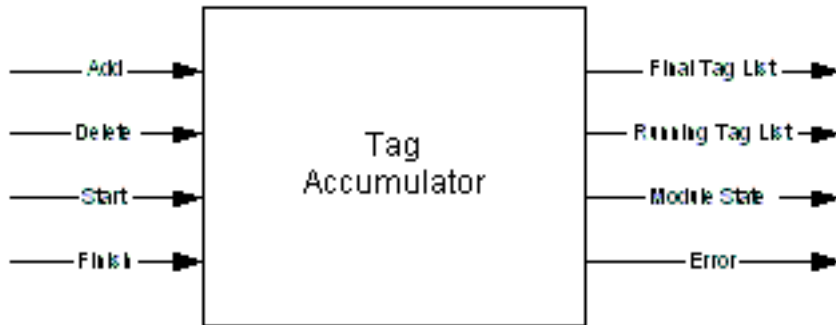 Add
Final Tag List
Delete
Running Tag List
Tag
Accumulator
Start
Module State
Finish
Error